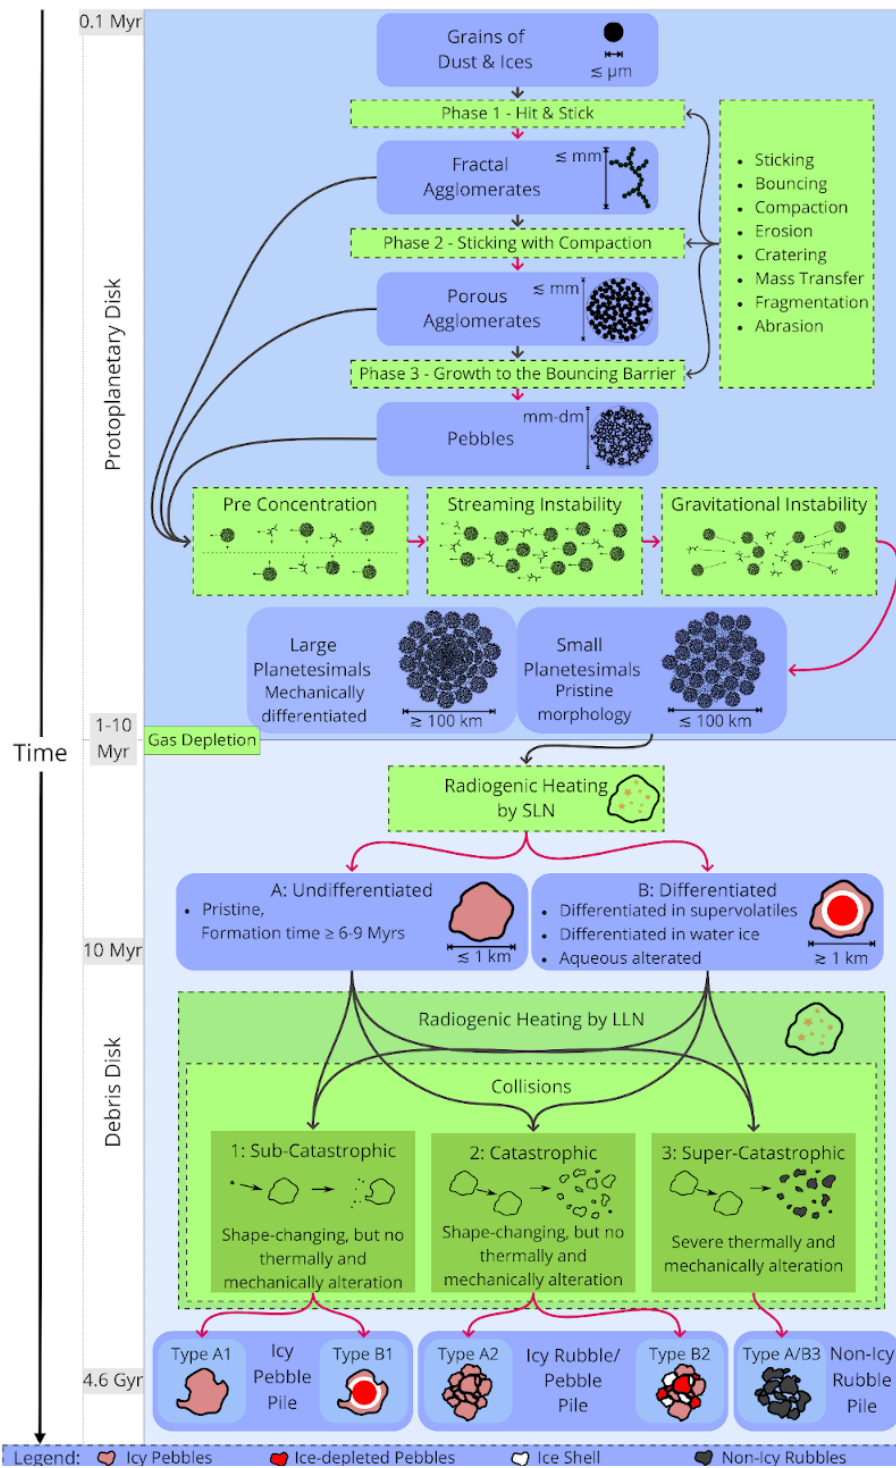 0.1 Myr
Grains of
Dust & Ices
≲ μm
Phase 1 - Hit & Stick
Fractal
Agglomerates
≲ mm
Phase 2 - Sticking with Compaction
Porous
Agglomerates
≲ mm
Phase 3 - Growth to the Bouncing Barrier
Pebbles
mm-dm
• Sticking
• Bouncing
• Compaction
• Erosion
• Cratering
• Mass Transfer
• Fragmentation
• Abrasion
Protoplanetary Disk
Pre Concentration
Streaming Instability
Gravitational Instability
Large
Planetesimals
Mechanically
differentiated
≳ 100 km
Small
Planetesimals
Pristine
morphology
≲ 100 km
1-10
Myr
Gas Depletion
Time
Radiogenic Heating
by SLN
A: Undifferentiated
• Pristine,
Formation time ≥ 6-9 Myrs
≲ 1 km
B: Differentiated
• Differentiated in supervolatiles
• Differentiated in water ice
• Aqueous alterated
≳ 1 km
10 Myr
Debris Disk
Radiogenic Heating by LLN
Collisions
1: Sub-Catastrophic
Shape-changing, but no
thermally and
mechanically alteration
2: Catastrophic
Shape-changing, but no
thermally and
mechanically alteration
3: Super-Catastrophic
Severe thermally and
mechanically alteration
4.6 Gyr
Type A1
Icy
Pebble
Pile
Type B1
Type A2
Icy Rubble/
Pebble
Pile
Type B2
Type A/B3
Non-Icy
Rubble
Pile
Legend: Icy Pebbles Ice-depleted Pebbles Ice Shell Non-Icy Rubbles